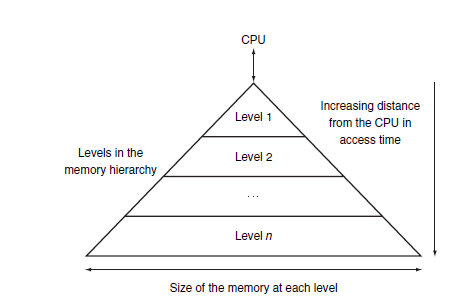 CPU
Level 1
Increasing distance
from the CPU in
access time
Levels in the
memory hierarchy
Level 2
...
Level n
Size of the memory at each level